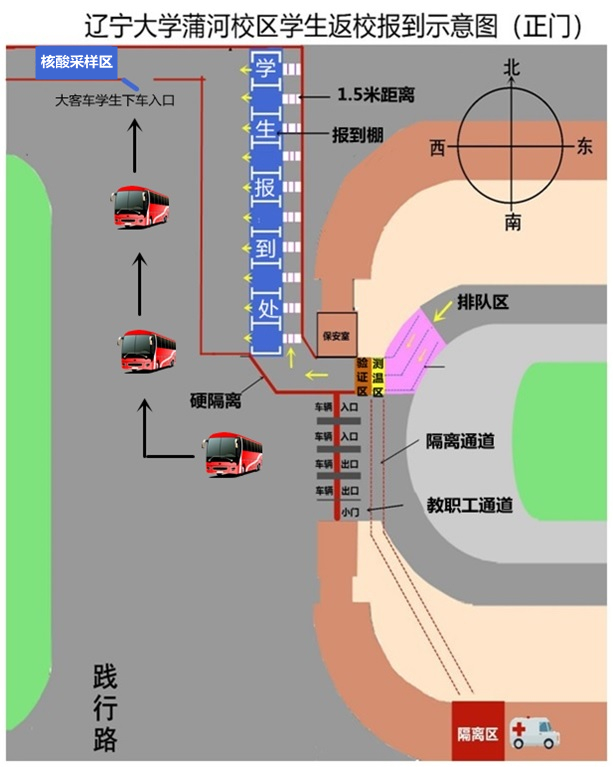 辽宁大学蒲河校区学生返校报到示意图（正门）
核酸采样区
大客车学生下车入口
学
生
报
到
处
1.5米距离
报到棚
北
西
东
南
排队区
保安室
验证区
测温区
硬隔离
车辆 入口
车辆 入口
车辆 出口
车辆 出口
小门
隔离通道
教职工通道
践行路
隔离区